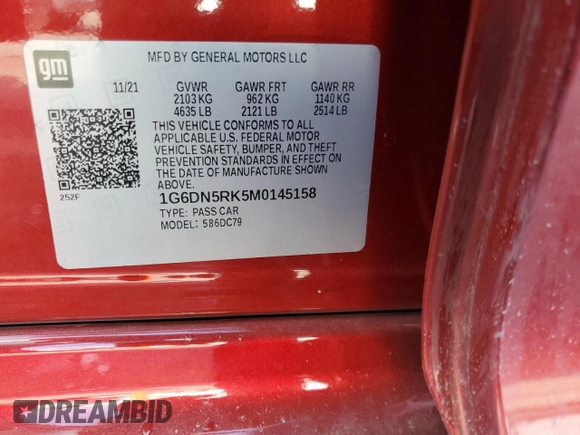 gm
MFD BY GENERAL MOTORS LLC
11/21 GVWR GAWR FRT GAWR RR
2103 KG 962 KG 1140 KG
4635 LB 2121 LB 2514 LB
THIS VEHICLE CONFORMS TO ALL
APPLICABLE U.S. FEDERAL MOTOR
VEHICLE SAFETY, BUMPER, AND THEFT
PREVENTION STANDARDS IN EFFECT ON
THE DATE OF MANUFACTURE SHOWN
ABOVE.
252F
1G6DN5RK5M0145158
TYPE: PASS CAR
MODEL: 586DC79
DREAMBID